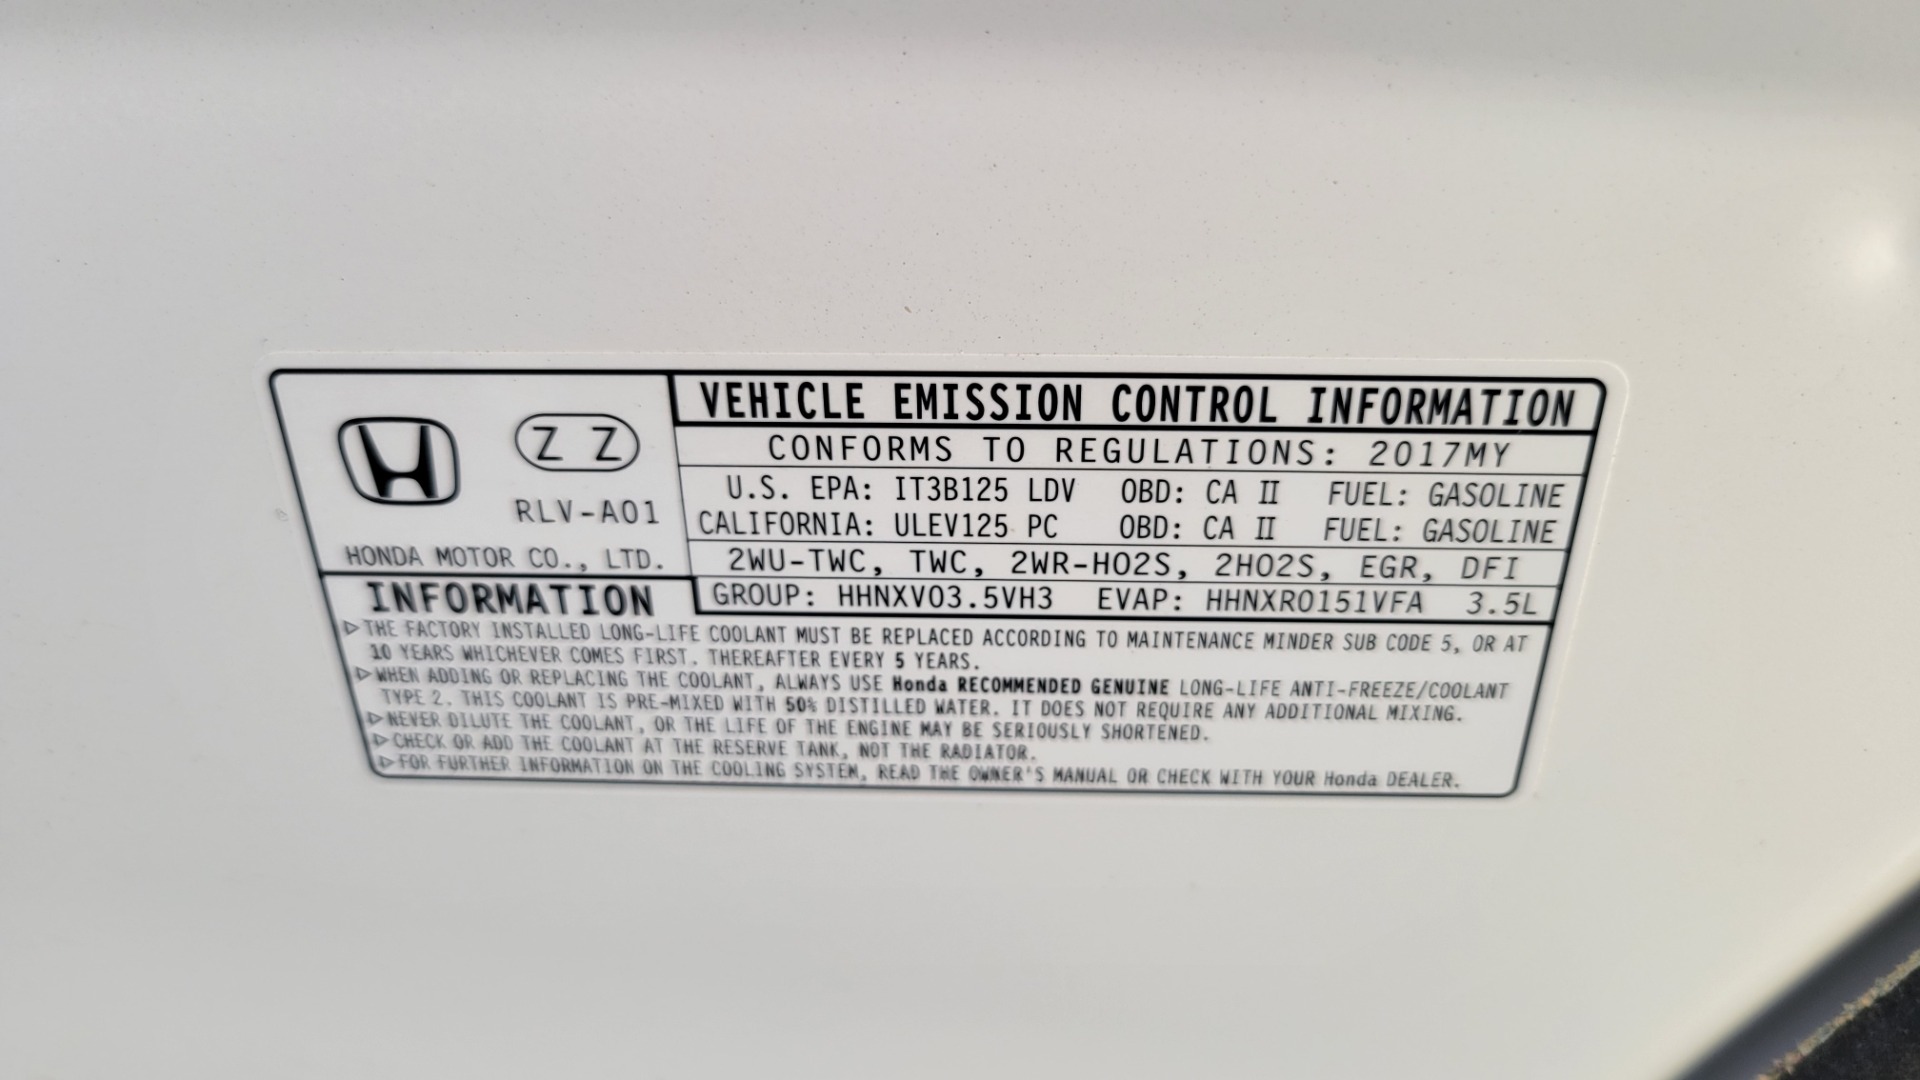 VEHICLE EMISSION CONTROL INFORMATION
Z Z
RLV-A01
HONDA MOTOR CO., LTD.
CONFORMS TO REGULATIONS: 2017MY
U.S. EPA: IT3B125 LDV OBD: CA II FUEL: GASOLINE
CALIFORNIA: ULEV125 PC OBD: CA II FUEL: GASOLINE
2WU-TWC, TWC, 2WR-HO2S, 2HO2S, EGR, DFI
GROUP: HHNXV03.5VH3 EVAP: HHNXR0151VFA 3.5L
INFORMATION
▷THE FACTORY INSTALLED LONG-LIFE COOLANT MUST BE REPLACED ACCORDING TO MAINTENANCE MINDER SUB CODE 5, OR AT
10 YEARS WHICHEVER COMES FIRST. THEREAFTER EVERY 5 YEARS.
▷WHEN ADDING OR REPLACING THE COOLANT, ALWAYS USE Honda RECOMMENDED GENUINE LONG-LIFE ANTI-FREEZE/COOLANT
TYPE 2. THIS COOLANT IS PRE-MIXED WITH 50% DISTILLED WATER. IT DOES NOT REQUIRE ANY ADDITIONAL MIXING.
▷NEVER DILUTE THE COOLANT, OR THE LIFE OF THE ENGINE MAY BE SERIOUSLY SHORTENED.
▷CHECK OR ADD THE COOLANT AT THE RESERVE TANK, NOT THE RADIATOR.
▷FOR FURTHER INFORMATION ON THE COOLING SYSTEM, READ THE OWNER'S MANUAL OR CHECK WITH YOUR Honda DEALER.